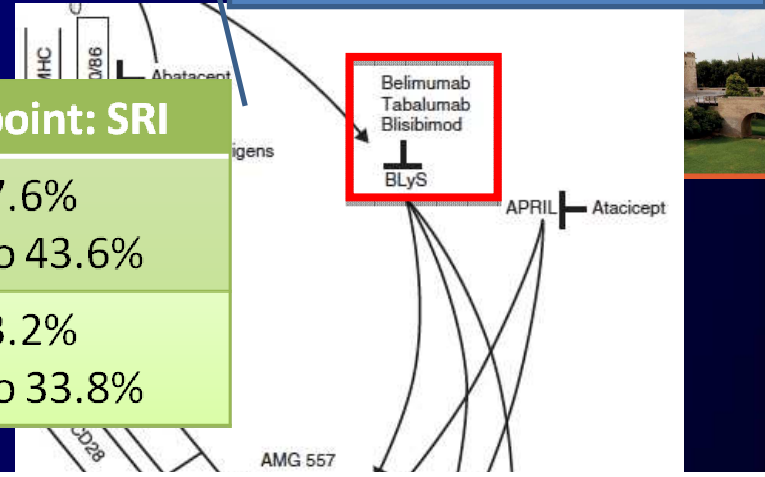 MHC
0/86
Abatacept
point: SRI
igens
7.6%
o 43.6%
3.2%
o 33.8%
Belimumab
Tabalumab
Blisibimod
BLyS
APRIL
Atacicept
CD28
AMG 557